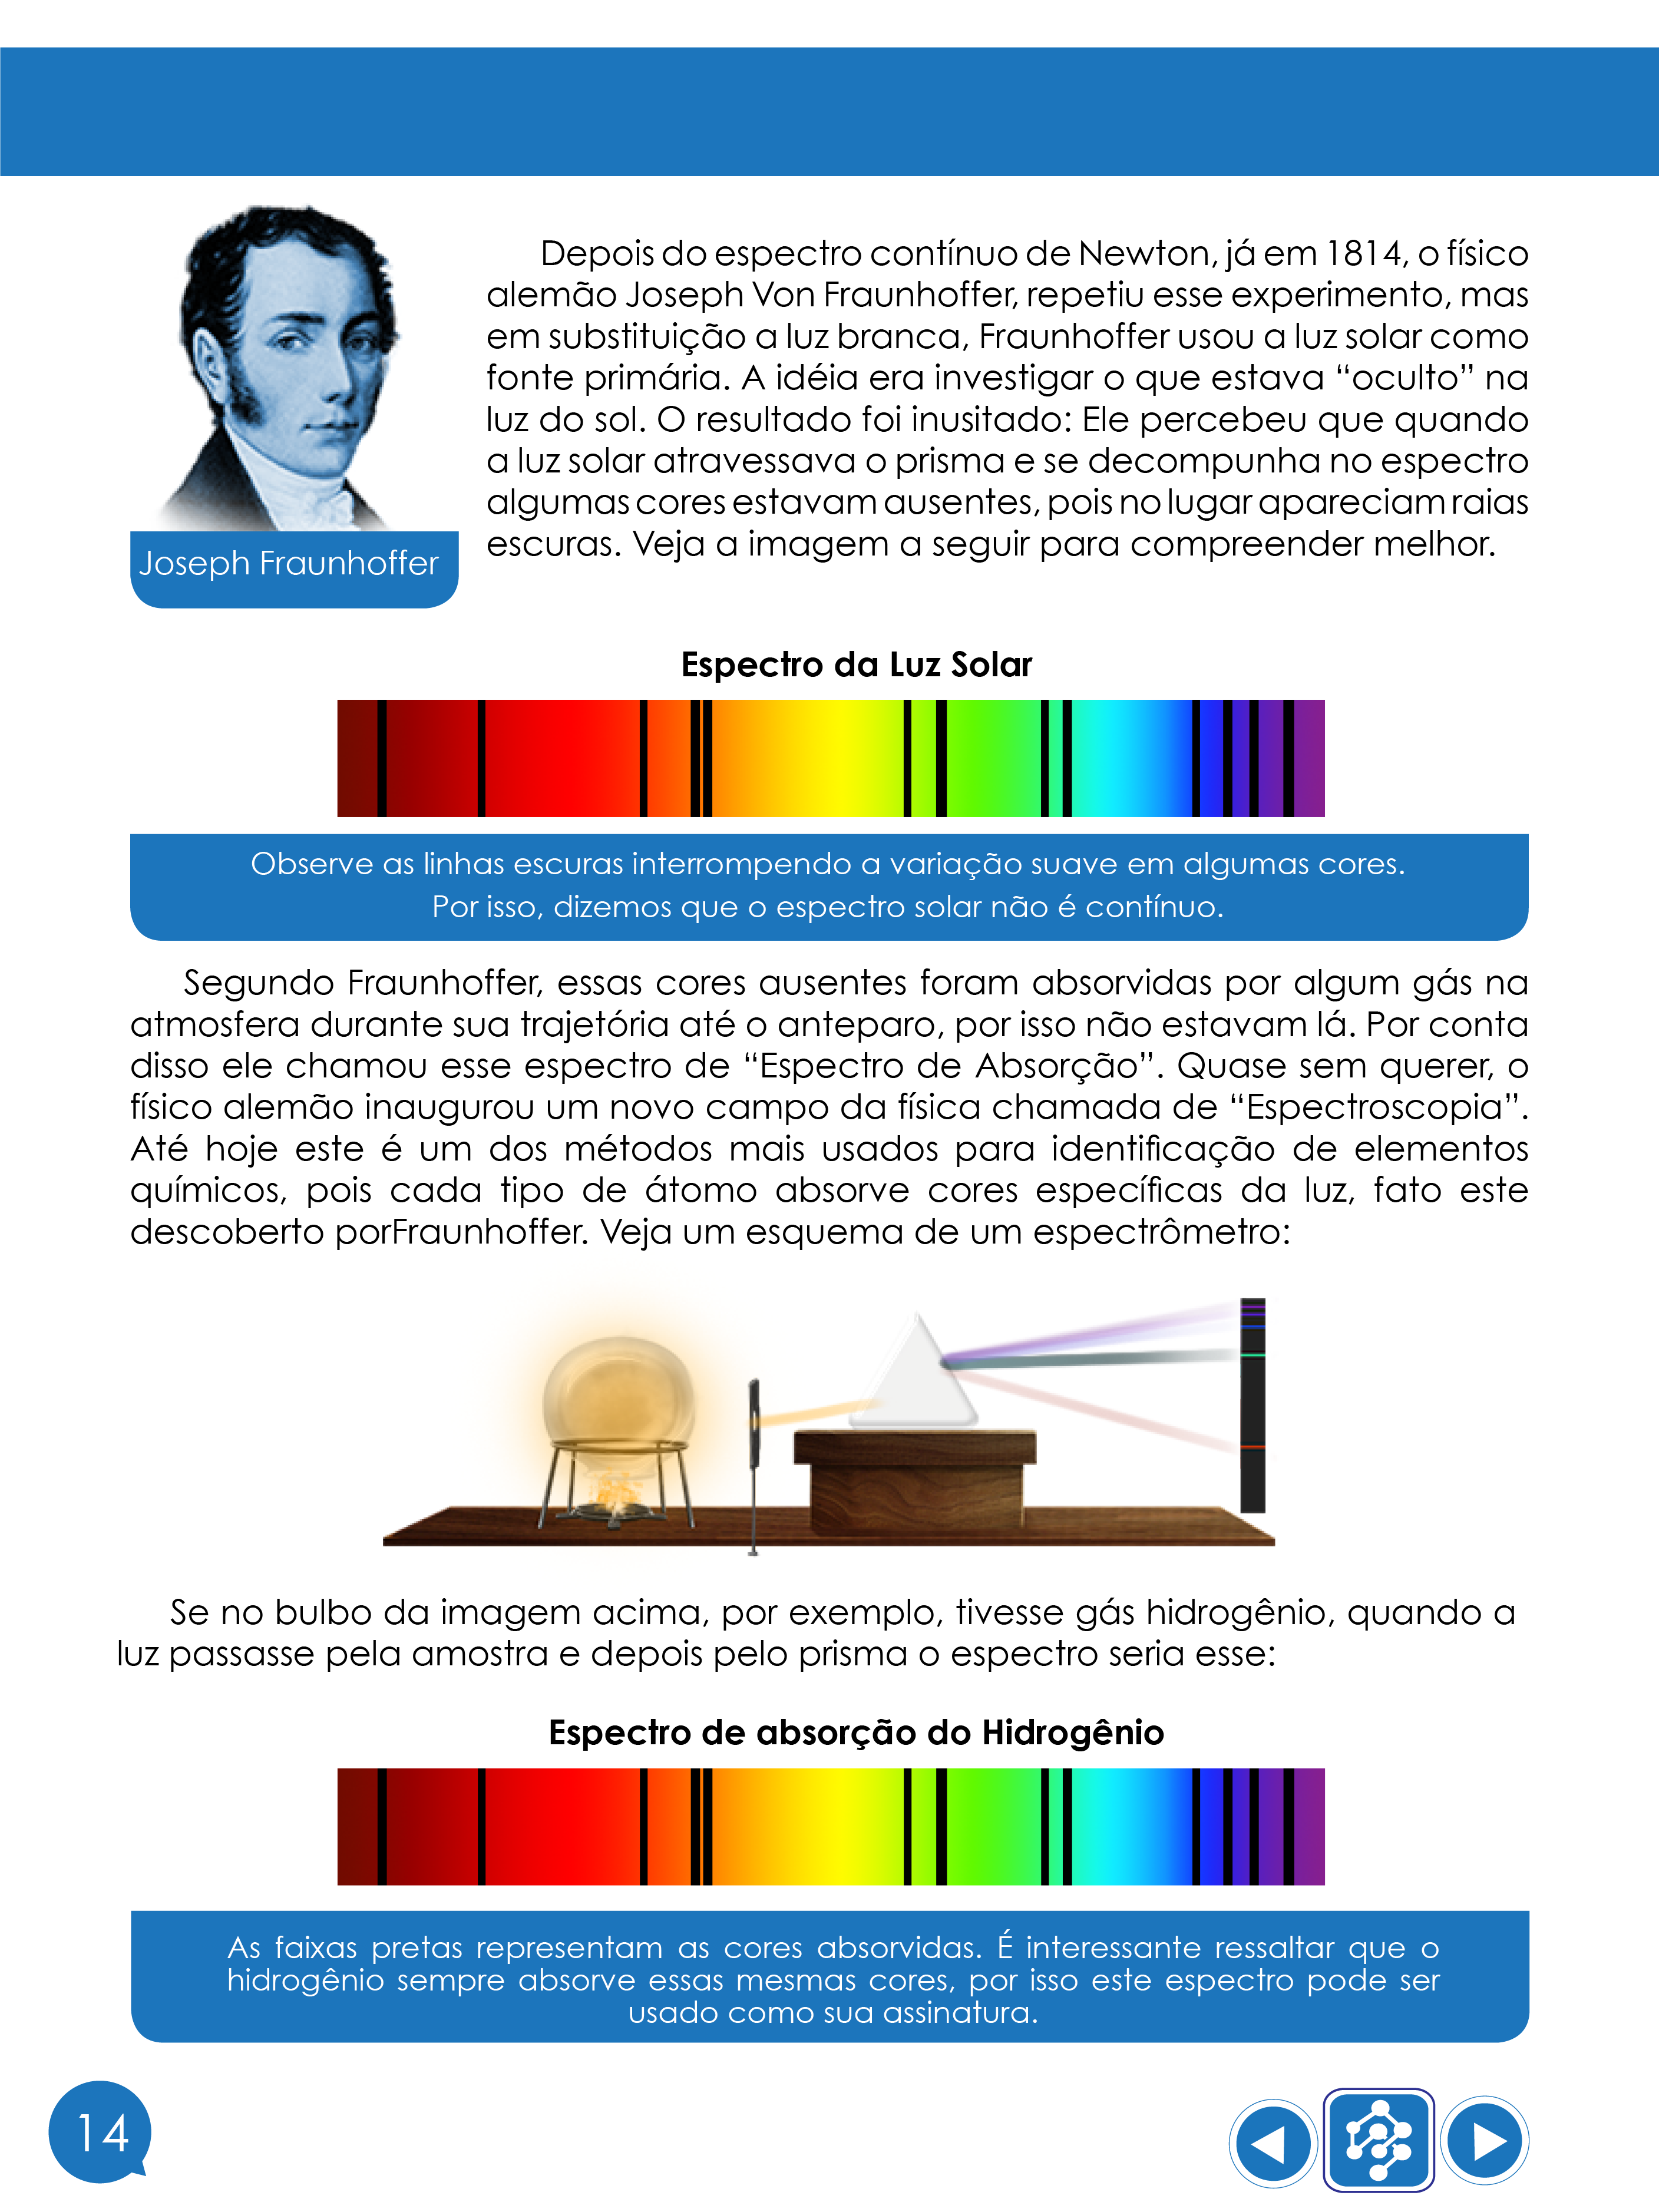 Depois do espectro contínuo de Newton, já em 1814, o físico
alemão Joseph Von Fraunhoffer, repetiu esse experimento, mas
em substituição a luz branca, Fraunhoffer usou a luz solar como
fonte primária. A idéia era investigar o que estava “oculto” na
luz do sol. O resultado foi inusitado: Ele percebeu que quando
a luz solar atravessava o prisma e se decompunha no espectro
algumas cores estavam ausentes, pois no lugar apareciam raias
escuras. Veja a imagem a seguir para compreender melhor.
Joseph Fraunhoffer
Espectro da Luz Solar
Observe as linhas escuras interrompendo a variação suave em algumas cores.
Por isso, dizemos que o espectro solar não é contínuo.
Segundo Fraunhoffer, essas cores ausentes foram absorvidas por algum gás na
atmosfera durante sua trajetória até o anteparo, por isso não estavam lá. Por conta
disso ele chamou esse espectro de “Espectro de Absorção”. Quase sem querer, o
físico alemão inaugurou um novo campo da física chamada de “Espectroscopia”.
Até hoje este é um dos métodos mais usados para identificação de elementos
químicos, pois cada tipo de átomo absorve cores específicas da luz, fato este
descoberto porFraunhoffer. Veja um esquema de um espectrômetro:
Se no bulbo da imagem acima, por exemplo, tivesse gás hidrogênio, quando a
luz passasse pela amostra e depois pelo prisma o espectro seria esse:
Espectro de absorção do Hidrogênio
As faixas pretas representam as cores absorvidas. É interessante ressaltar que o
hidrogênio sempre absorve essas mesmas cores, por isso este espectro pode ser
usado como sua assinatura.
14